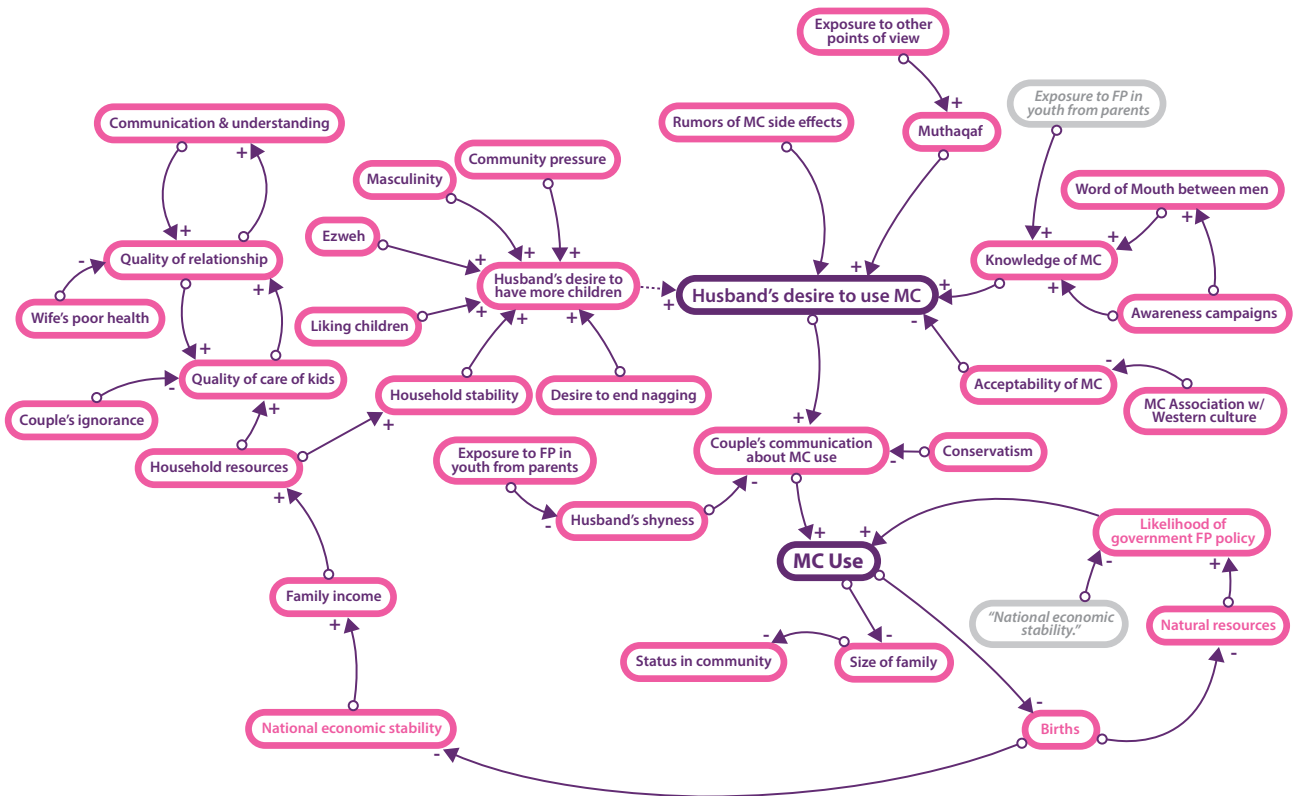 Exposure to other
points of view
Exposure to FP in
youth from parents
Communication & understanding
Rumors of MC side effects
Muthaqaf
Community pressure
Masculinity
Word of Mouth between men
Ezweh
Quality of relationship
Husband's desire to
have more children
Husband's desire to use MC
Knowledge of MC
Wife's poor health
Liking children
Awareness campaigns
Quality of care of kids
Household stability
Desire to end nagging
Acceptability of MC
MC Association w/
Western culture
Couple's ignorance
Household resources
Exposure to FP in
youth from parents
Couple's communication
about MC use
Conservatism
Husband's shyness
Likelihood of
government FP policy
MC Use
Family income
"National economic
stability."
Natural resources
Status in community
Size of family
National economic stability
Births